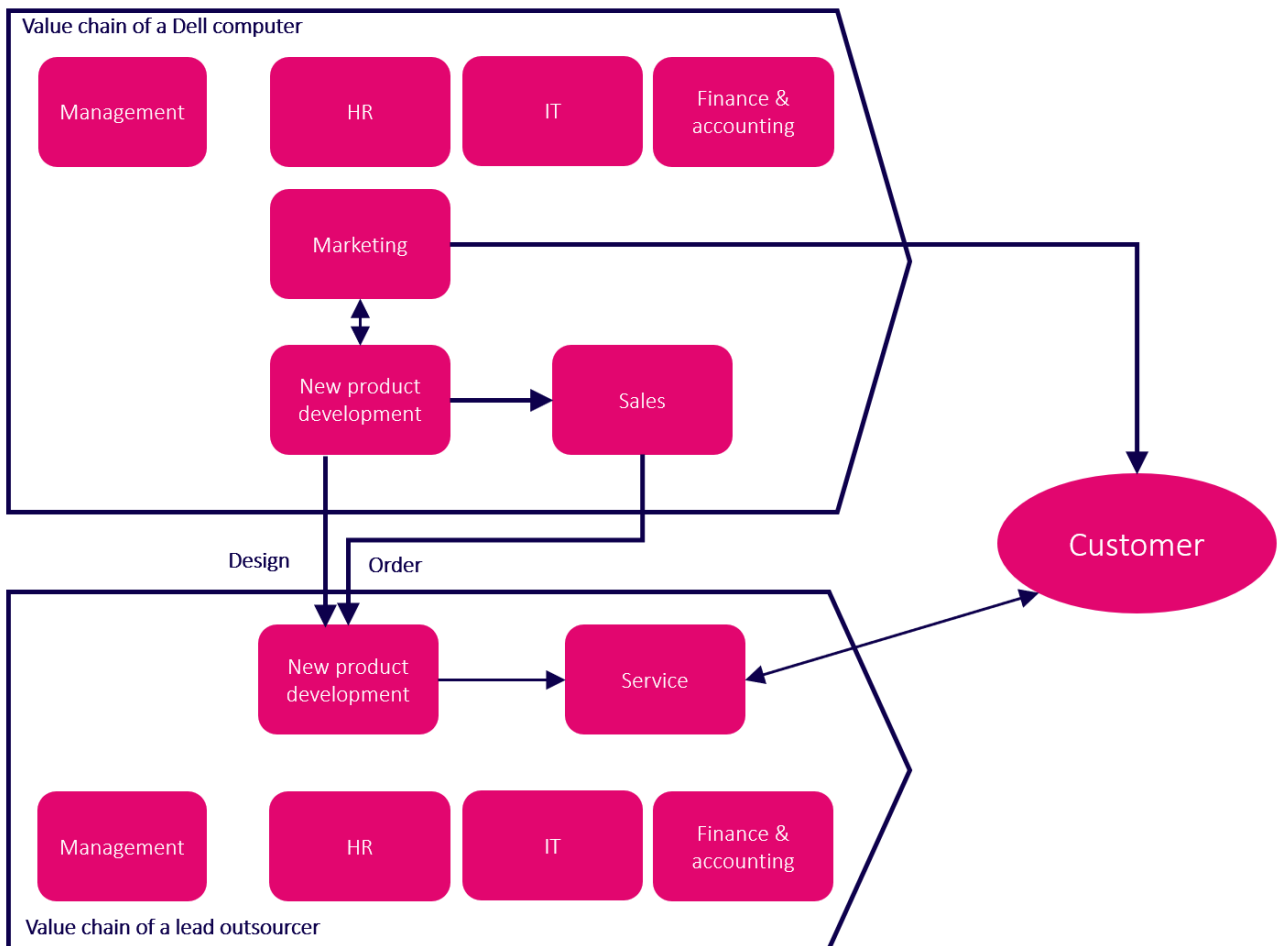 Value chain of a Dell computer
Management
HR
IT
Finance &
accounting
Marketing
New product
development
Sales
Customer
Design
Order
New product
development
Service
Management
HR
IT
Finance &
accounting
Value chain of a lead outsourcer